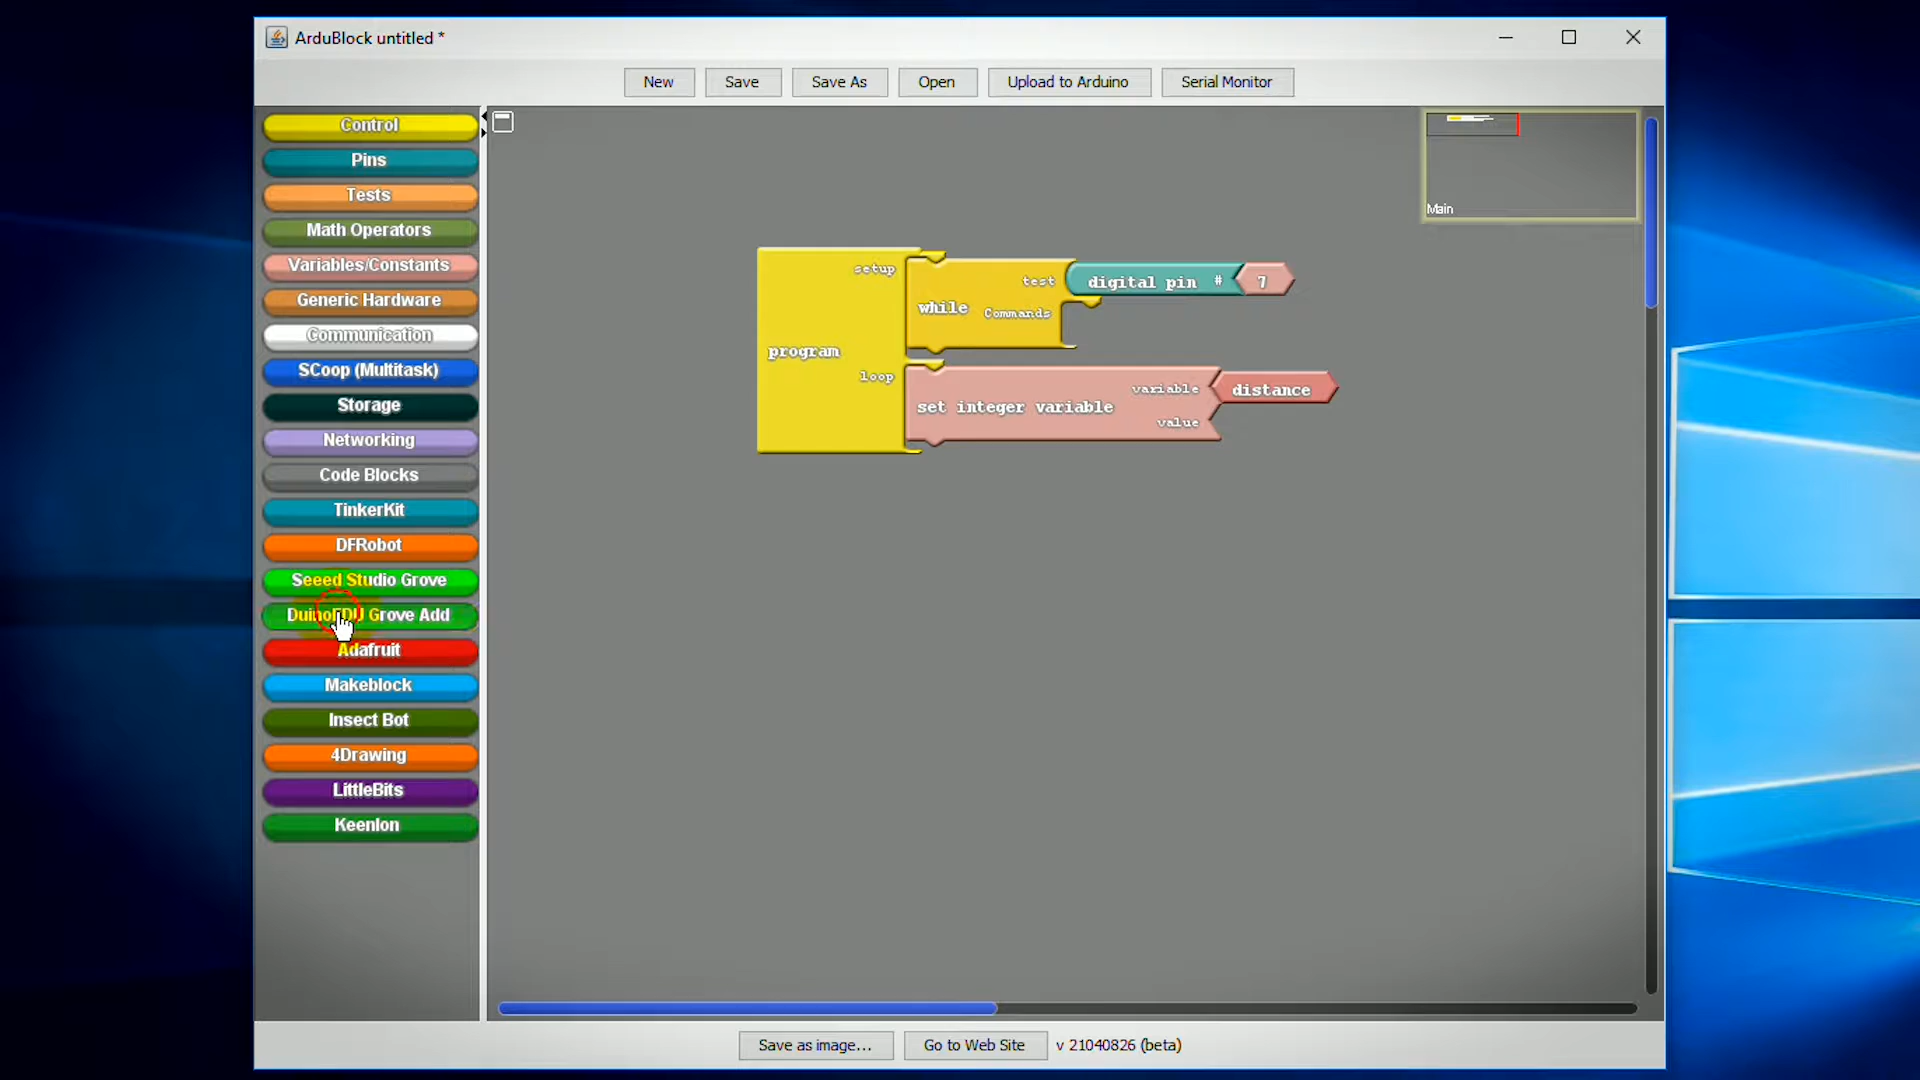 ArduBlock untitled *
New Save Save As Open Upload to Arduino Serial Monitor
Control
Pins
Tests
Math Operators
Variables/Constants
Generic Hardware
Communication
SCoop (Multitask)
Storage
Networking
Code Blocks
TinkerKit
DFRobot
Seeed Studio Grove
DuinoEDU Grove Add
Adafruit
Makeblock
Insect Bot
4Drawing
LittleBits
Keenlon
Main
program
setup
while
test
digital pin # 7
Commands
loop
set integer variable
variable
distance
value
Save as image... Go to Web Site v 21040826 (beta)